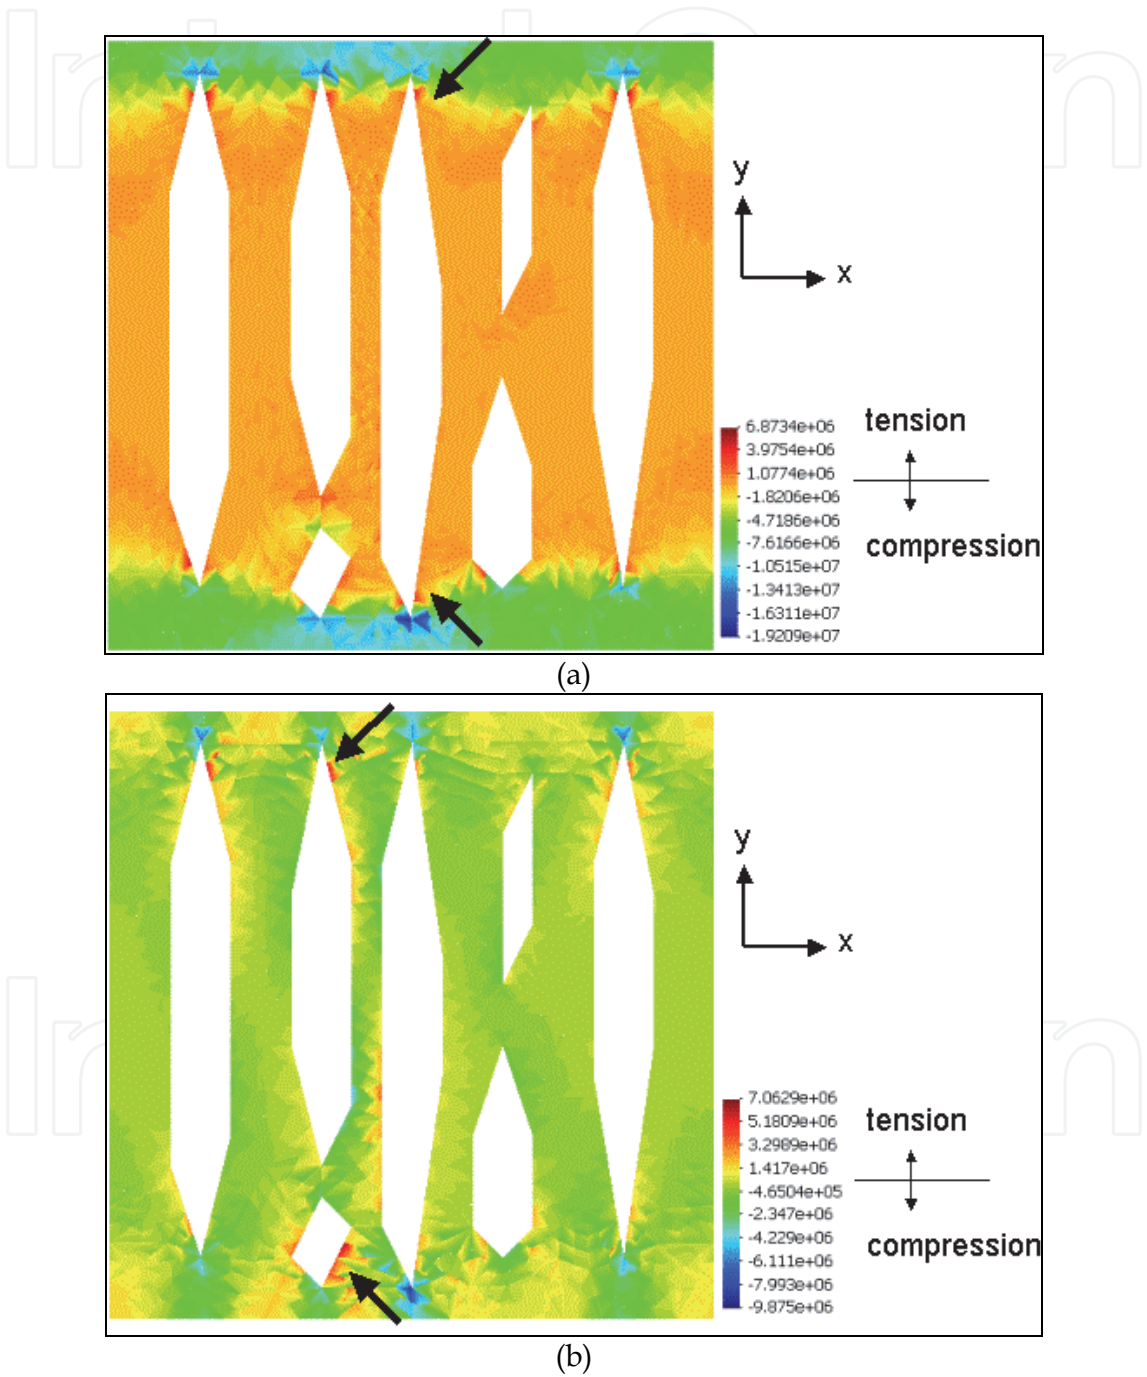 y
x
tension
6.8734e+06
3.9754e+06
1.0774e+06
-1.8206e+06
-4.7186e+06
-7.6166e+06
-1.0515e+07
-1.3413e+07
-1.6311e+07
-1.9209e+07
compression
(a)
y
x
tension
7.0629e+06
5.1809e+06
3.2989e+06
1.417e+06
-4.6504e+05
-2.347e+06
-4.229e+06
-6.111e+06
-7.993e+06
-9.875e+06
compression
(b)